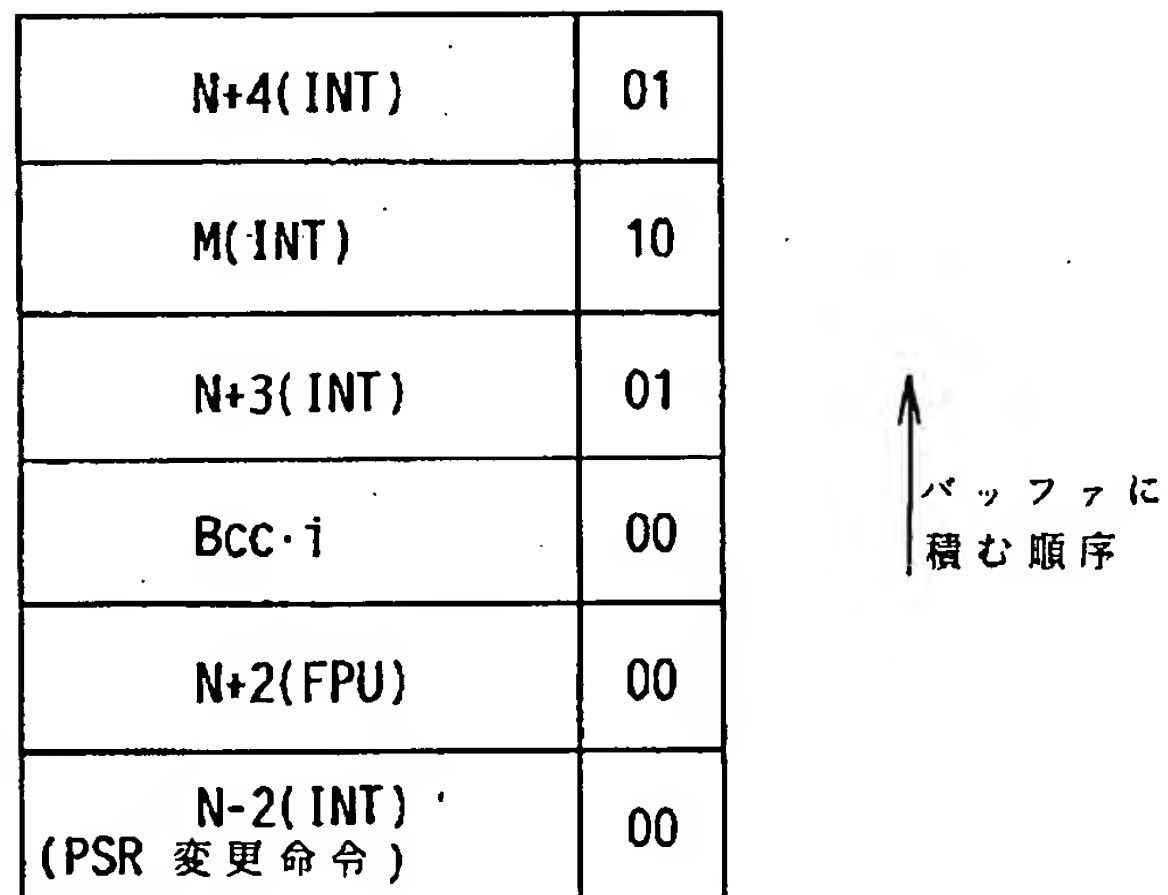 N+4(INT) 01
M(INT) 10
N+3(INT) 01
Bcc·i 00
バッファに
積む順序
N+2(FPU) 00
N-2(INT) 00
(PSR 変更命令)